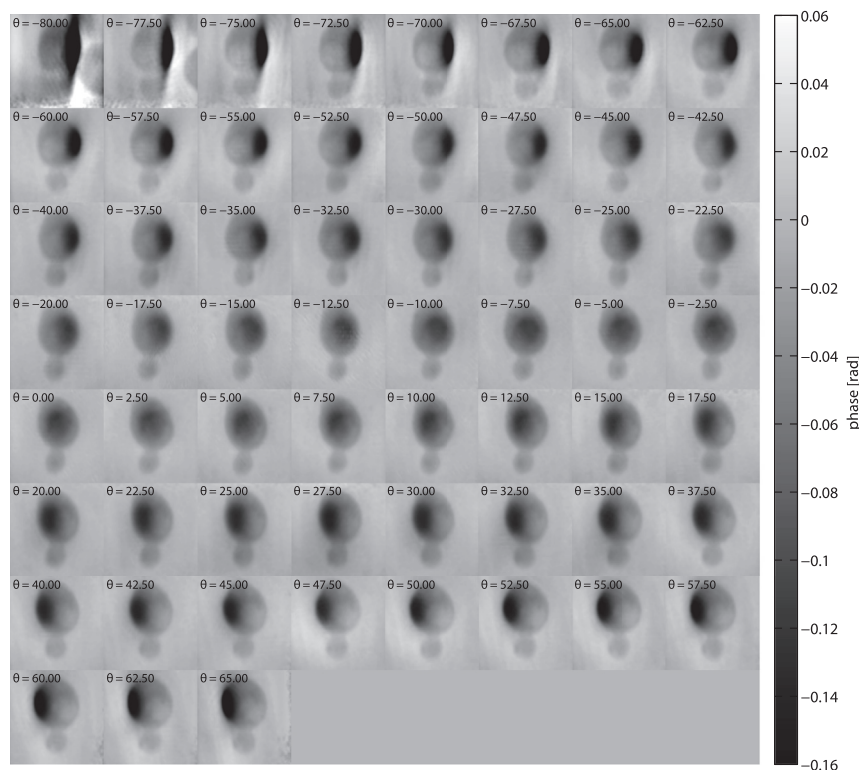 θ = −80.00 θ = −77.50 θ = −75.00 θ = −72.50 θ = −70.00 θ = −67.50 θ = −65.00 θ = −62.50
θ = −60.00 θ = −57.50 θ = −55.00 θ = −52.50 θ = −50.00 θ = −47.50 θ = −45.00 θ = −42.50
θ = −40.00 θ = −37.50 θ = −35.00 θ = −32.50 θ = −30.00 θ = −27.50 θ = −25.00 θ = −22.50
θ = −20.00 θ = −17.50 θ = −15.00 θ = −12.50 θ = −10.00 θ = −7.50 θ = −5.00 θ = −2.50
θ = 0.00 θ = 2.50 θ = 5.00 θ = 7.50 θ = 10.00 θ = 12.50 θ = 15.00 θ = 17.50
θ = 20.00 θ = 22.50 θ = 25.00 θ = 27.50 θ = 30.00 θ = 32.50 θ = 35.00 θ = 37.50
θ = 40.00 θ = 42.50 θ = 45.00 θ = 47.50 θ = 50.00 θ = 52.50 θ = 55.00 θ = 57.50
θ = 60.00 θ = 62.50 θ = 65.00
0.06
0.04
0.02
0
−0.02
−0.04
−0.06
−0.08
−0.1
−0.12
−0.14
−0.16
phase [rad]